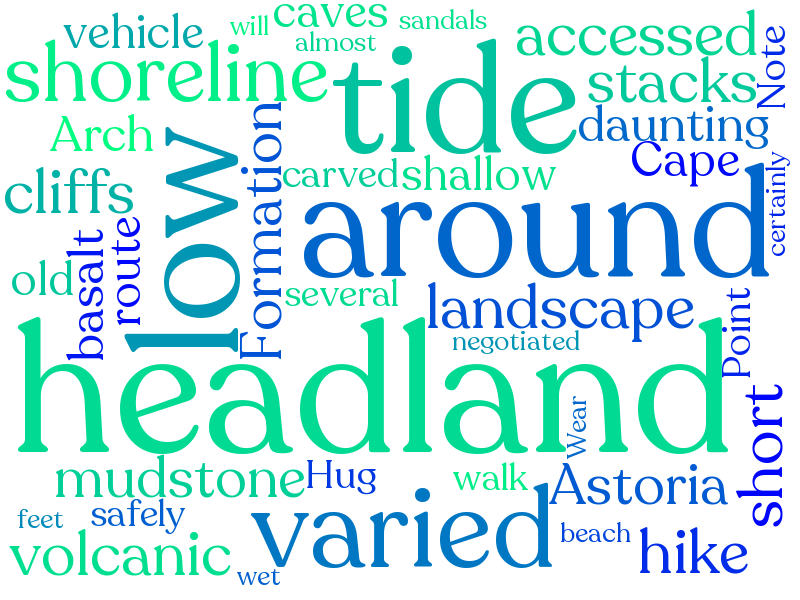 will
caves
sandals
vehicle
almost
accessed
Note
shoreline
tide
stacks
Arch
daunting
low
Formation
carved
shallow
Cape
certainly
cliffs
around
basalt
route
old
several
landscape
Point
negotiated
headland
short
Wear
mudstone
Hug
walk
Astoria
feet
safely
varied
beach
hike
volcanic
wet